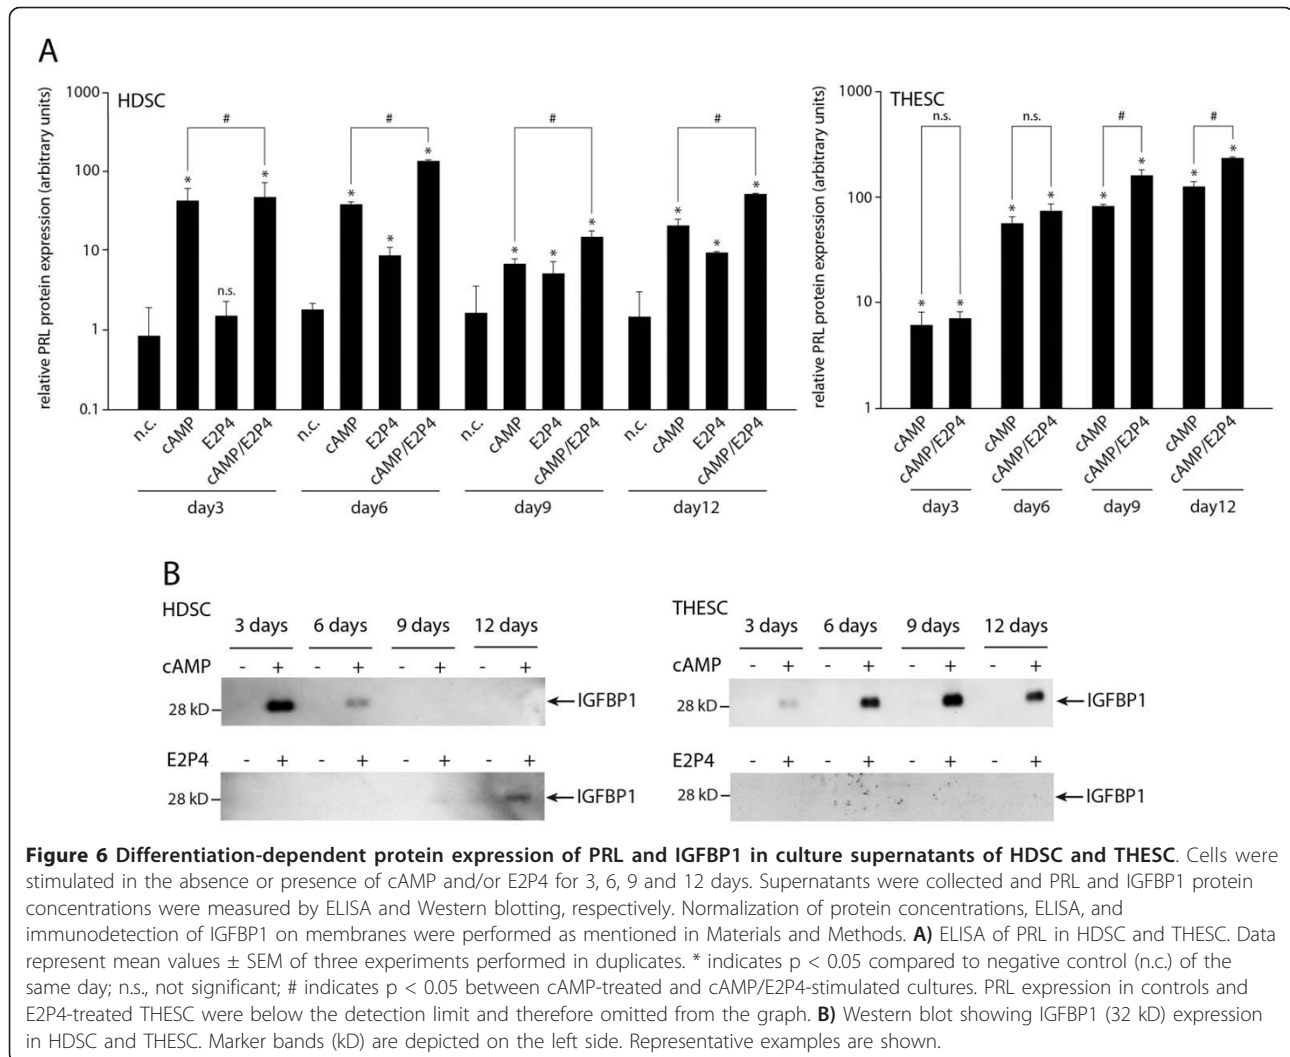 A
HDSC
relative PRL protein expression (arbitrary units)
1000
100
10
1
0.1
# # # #
* * n.s. * * * * * * * * * *
n.c. cAMP E2P4 cAMP/E2P4 n.c. cAMP E2P4 cAMP/E2P4 n.c. cAMP E2P4 cAMP/E2P4 n.c. cAMP E2P4 cAMP/E2P4
day3 day6 day9 day12
THESC
relative PRL protein expression (arbitrary units)
1000
100
10
1
n.s. n.s. # #
* * * * * * * *
cAMP cAMP/E2P4 cAMP cAMP/E2P4 cAMP cAMP/E2P4 cAMP cAMP/E2P4
day3 day6 day9 day12
B
HDSC
3 days 6 days 9 days 12 days
cAMP - + - + - + - +
28 kD IGFBP1
E2P4 - + - + - + - +
28 kD IGFBP1
THESC
3 days 6 days 9 days 12 days
cAMP - + - + - + - +
28 kD IGFBP1
E2P4 - + - + - + - +
28 kD IGFBP1
Figure 6 Differentiation-dependent protein expression of PRL and IGFBP1 in culture supernatants of HDSC and THESC. Cells were
stimulated in the absence or presence of cAMP and/or E2P4 for 3, 6, 9 and 12 days. Supernatants were collected and PRL and IGFBP1 protein
concentrations were measured by ELISA and Western blotting, respectively. Normalization of protein concentrations, ELISA, and
immunodetection of IGFBP1 on membranes were performed as mentioned in Materials and Methods. A) ELISA of PRL in HDSC and THESC. Data
represent mean values ± SEM of three experiments performed in duplicates. * indicates p < 0.05 compared to negative control (n.c.) of the
same day; n.s., not significant; # indicates p < 0.05 between cAMP-treated and cAMP/E2P4-stimulated cultures. PRL expression in controls and
E2P4-treated THESC were below the detection limit and therefore omitted from the graph. B) Western blot showing IGFBP1 (32 kD) expression
in HDSC and THESC. Marker bands (kD) are depicted on the left side. Representative examples are shown.